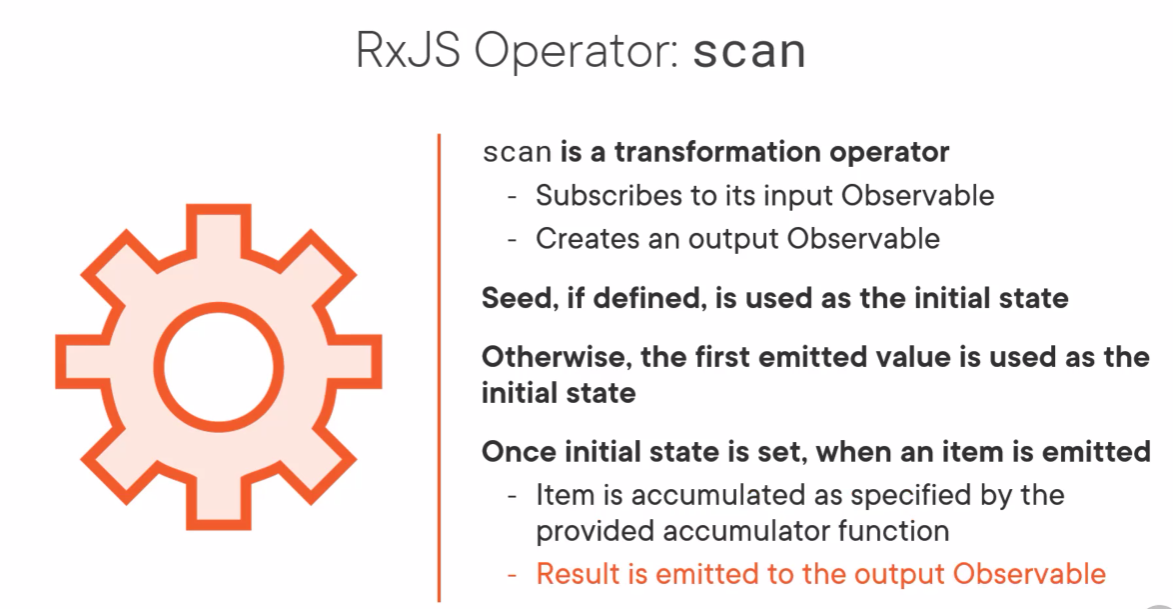 RxJS Operator: scan
scan is a transformation operator
- Subscribes to its input Observable
- Creates an output Observable
Seed, if defined, is used as the initial state
Otherwise, the first emitted value is used as the
initial state
Once initial state is set, when an item is emitted
- Item is accumulated as specified by the
provided accumulator function
- Result is emitted to the output Observable